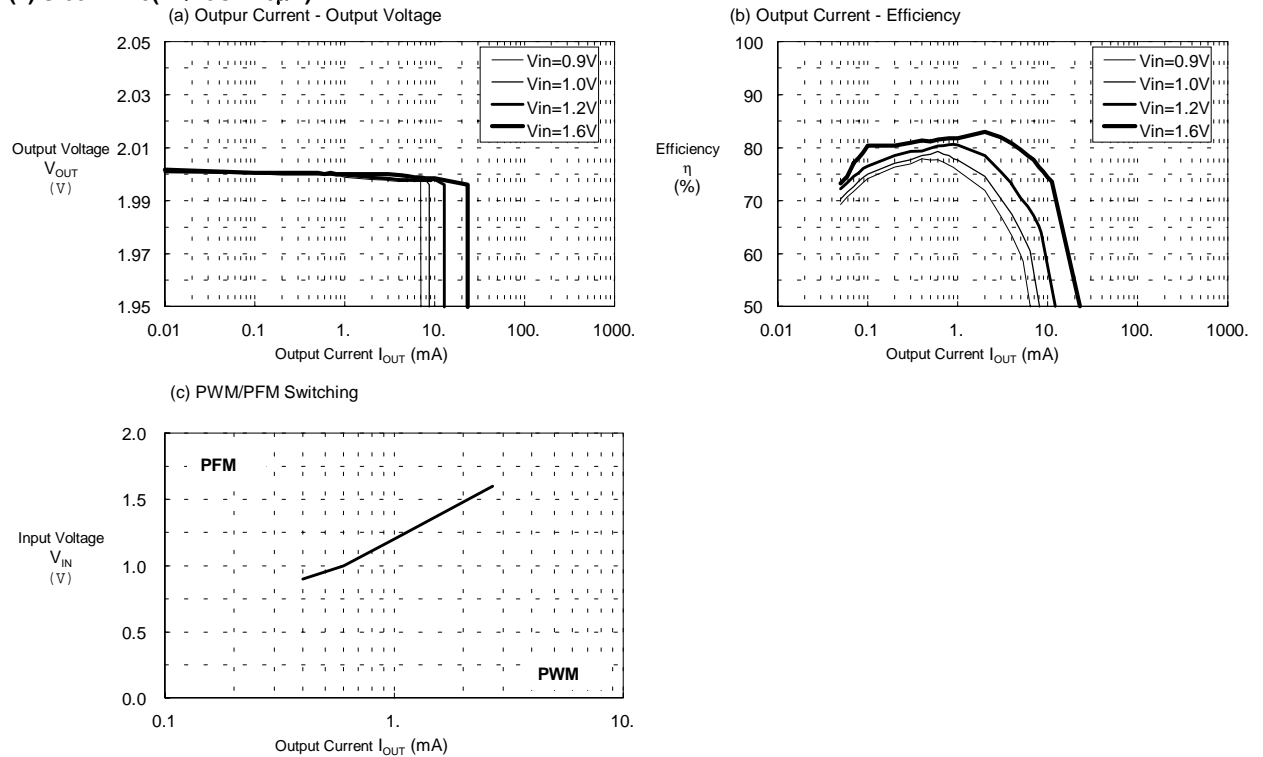 (a) Outpur Current - Output Voltage
2.05
2.03
2.01
1.99
1.97
1.95
Output Voltage
VOUT
(V)
0.01 0.1 1. 10. 100. 1000.
Output Current IOUT (mA)
Vin=0.9V
Vin=1.0V
Vin=1.2V
Vin=1.6V
(b) Output Current - Efficiency
100
90
80
70
60
50
Efficiency
η
(%)
0.01 0.1 1. 10. 100. 1000.
Output Current IOUT (mA)
Vin=0.9V
Vin=1.0V
Vin=1.2V
Vin=1.6V
(c) PWM/PFM Switching
2.0
1.5
1.0
0.5
0.0
Input Voltage
VIN
(V)
PFM
PWM
0.1 1. 10.
Output Current IOUT (mA)